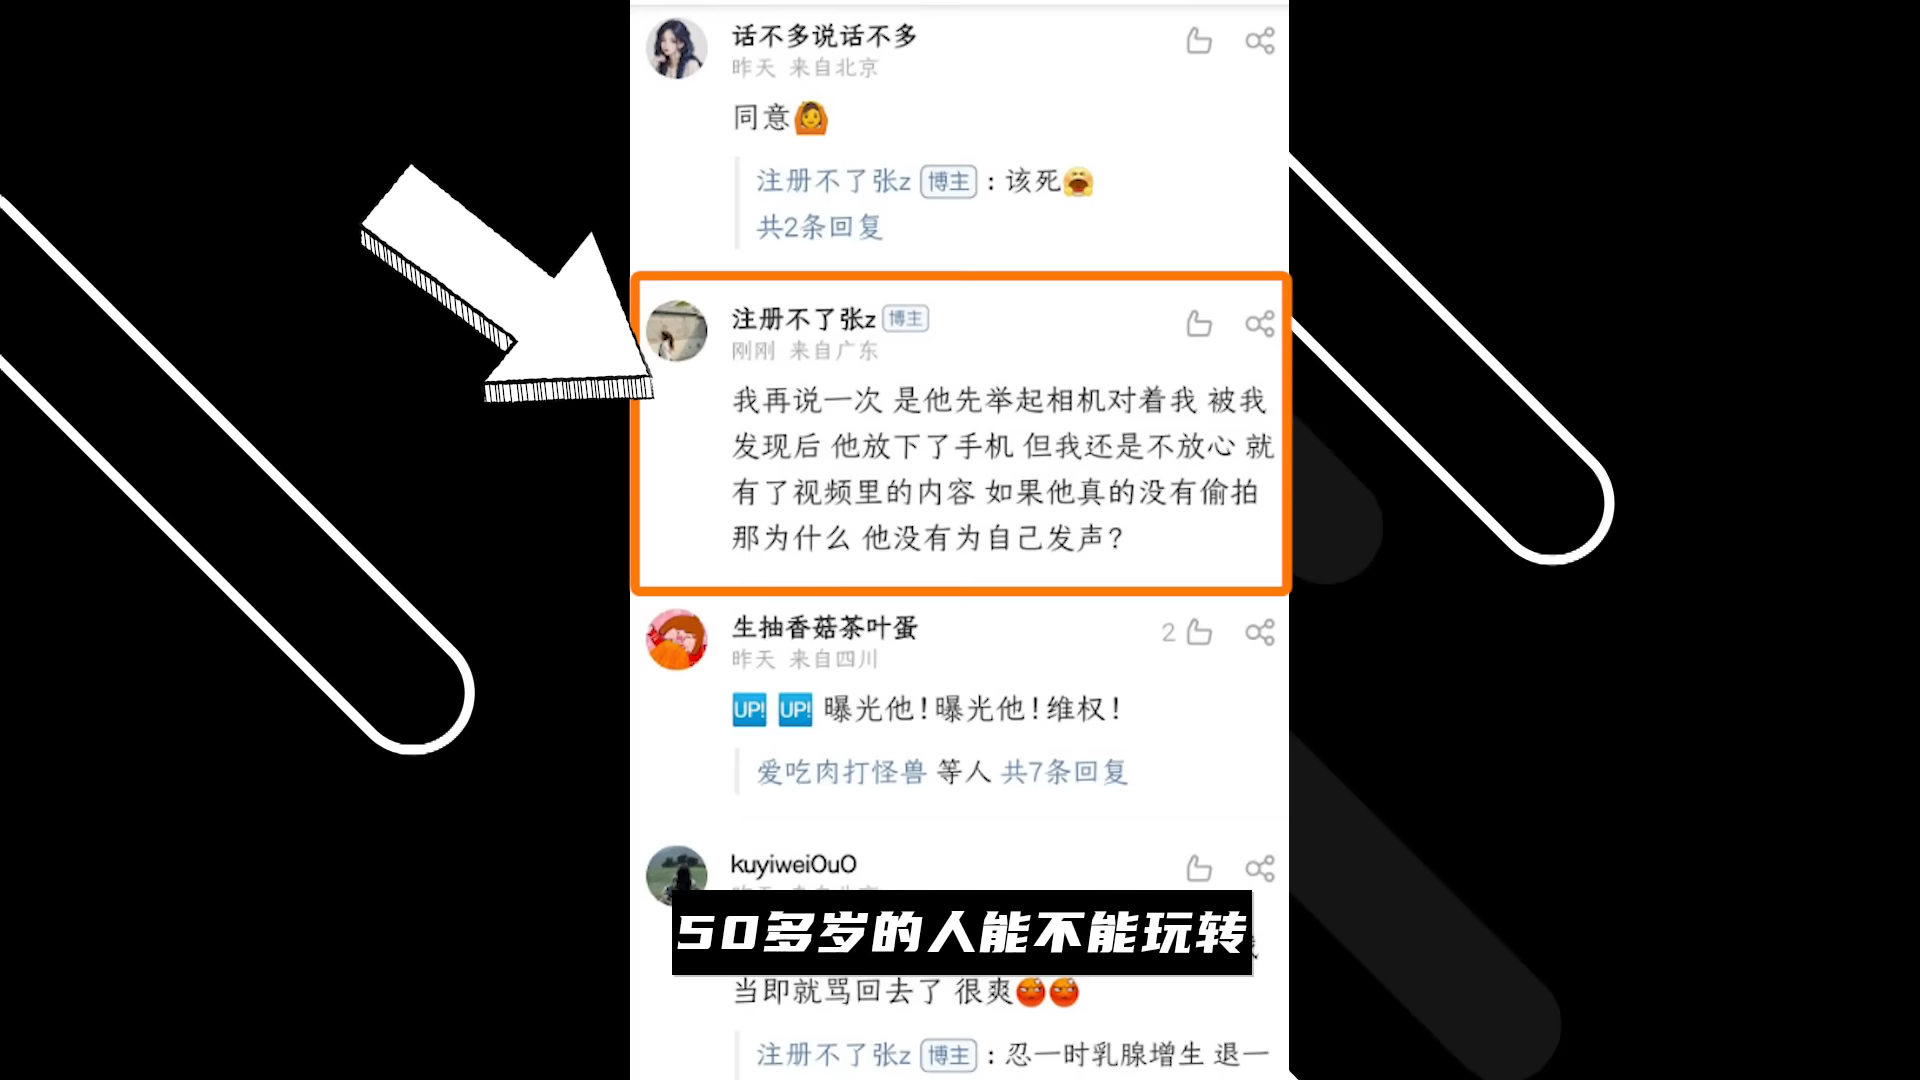 话不多说话不多
昨天 来自北京
同意🙆
注册不了张z 博主：该死😭
共2条回复
注册不了张z 博主
刚刚 来自广东
我再说一次 是他先举起相机对着我 被我
发现后 他放下了手机 但我还是不放心 就
有了视频里的内容 如果他真的没有偷拍
那为什么 他没有为自己发声？
生抽香菇茶叶蛋
2
昨天 来自四川
UP! UP! 曝光他！曝光他！维权！
爱吃肉打怪兽 等人 共7条回复
kuyiweiOuO
50多岁的人能不能玩转
当即就骂回去了 很爽
注册不了张z 博主：忍一时乳腺增生 退一